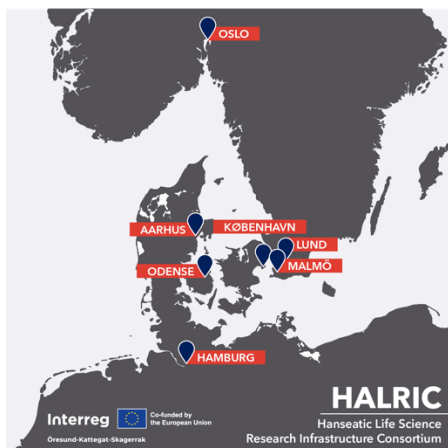 OSLO
AARHUS
KØBENHAVN
LUND
MALMÖ
ODENSE
HAMBURG
HALRIC
Hanseatic Life Science
Research Infrastructure Consortium
Interreg
Co-funded by
the European Union
Öresund-Kattegat-Skagerrak